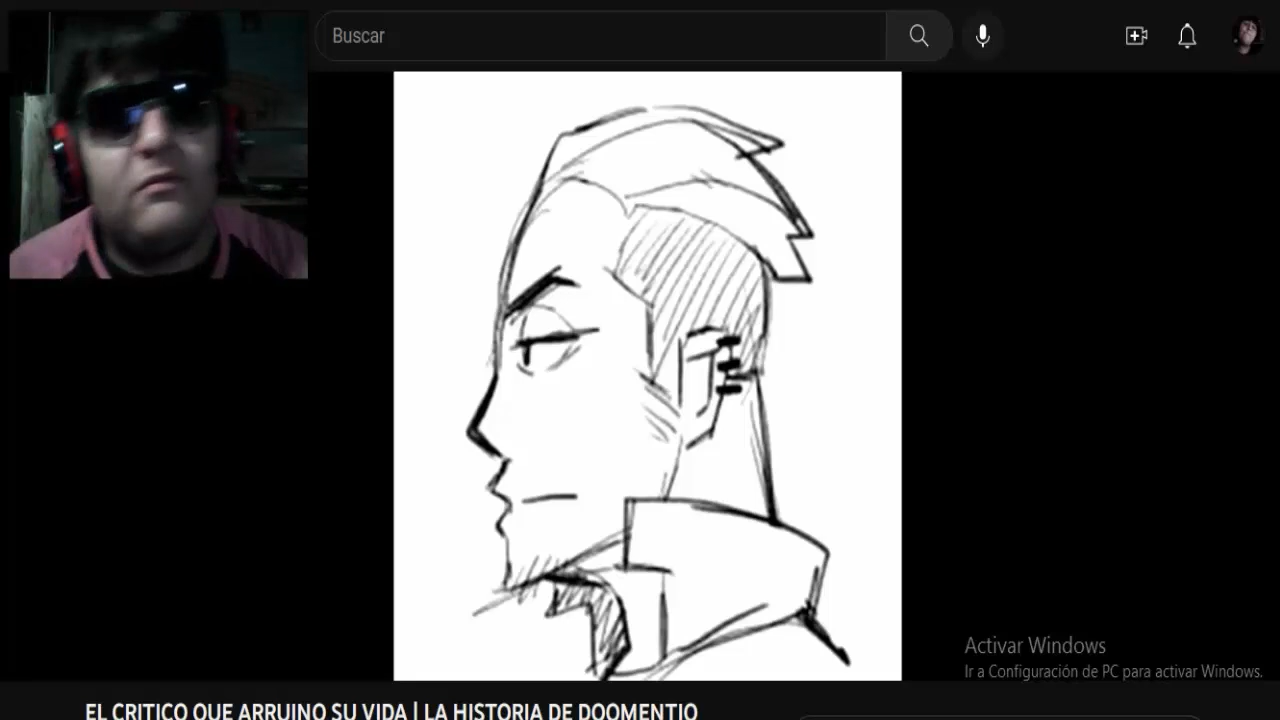 Buscar
Activar Windows
Ir a Configuración de PC para activar Windows.
EL CRITICO QUE ARRUINO SU VIDA | LA HISTORIA DE DOOMENTIO